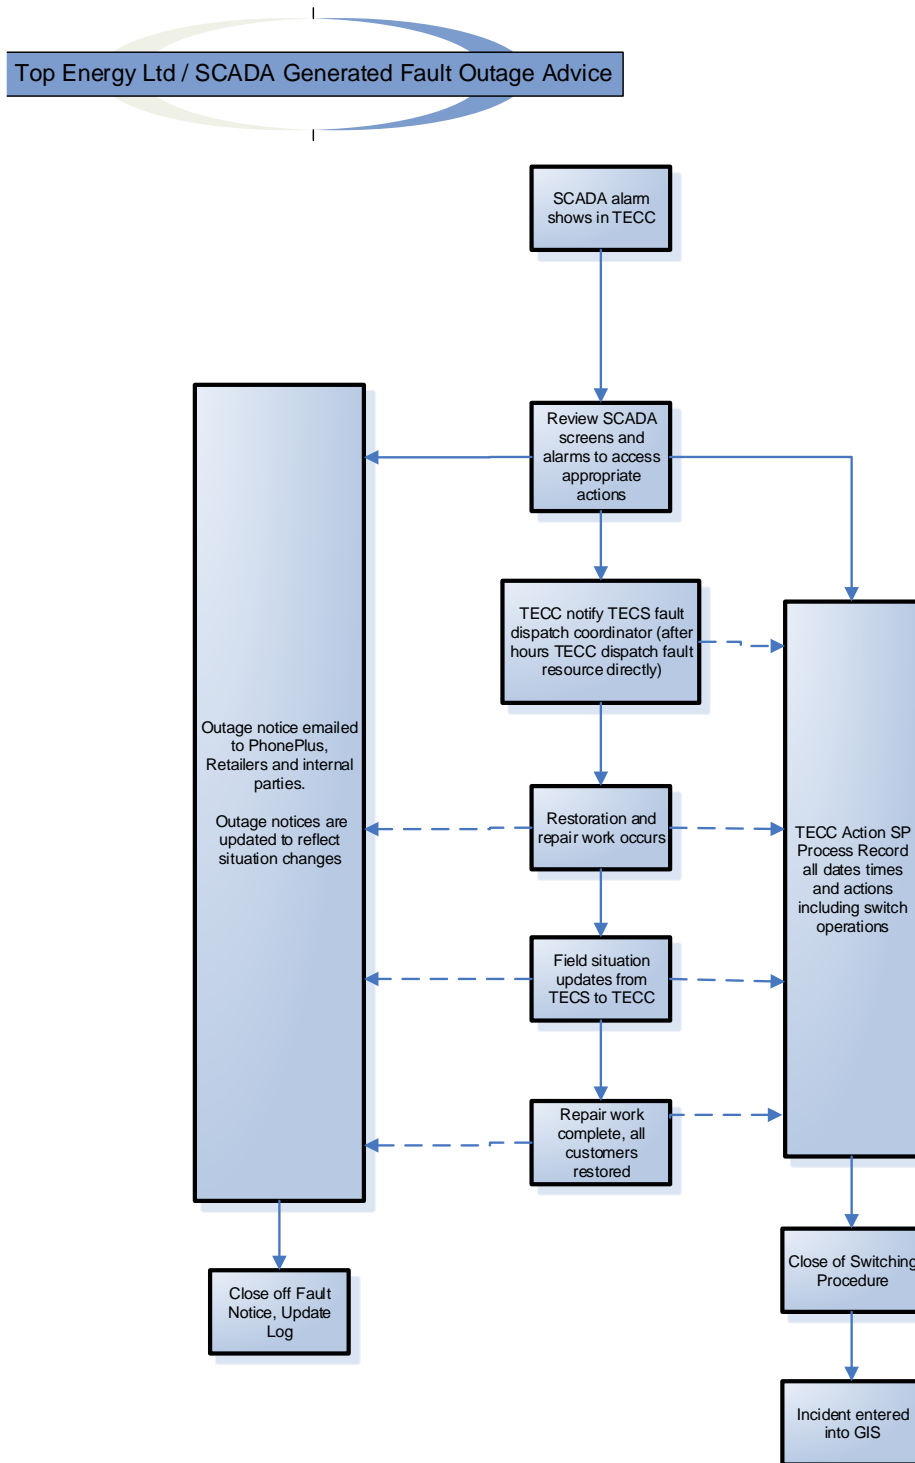 Top Energy Ltd / SCADA Generated Fault Outage Advice
SCADA alarm
shows in TECC
Review SCADA
screens and
alarms to access
appropriate
actions
TECC notify TECS fault
dispatch coordinator (after
hours TECC dispatch fault
resource directly)
Outage notice emailed
to PhonePlus,
Retailers and internal
parties.
Outage notices are
updated to reflect
situation changes
Restoration and
repair work occurs
TECC Action SP
Process Record
all dates times
and actions
including switch
operations
Field situation
updates from
TECS to TECC
Repair work
complete, all
customers
restored
Close of Switching
Procedure
Close off Fault
Notice, Update
Log
Incident entered
into GIS